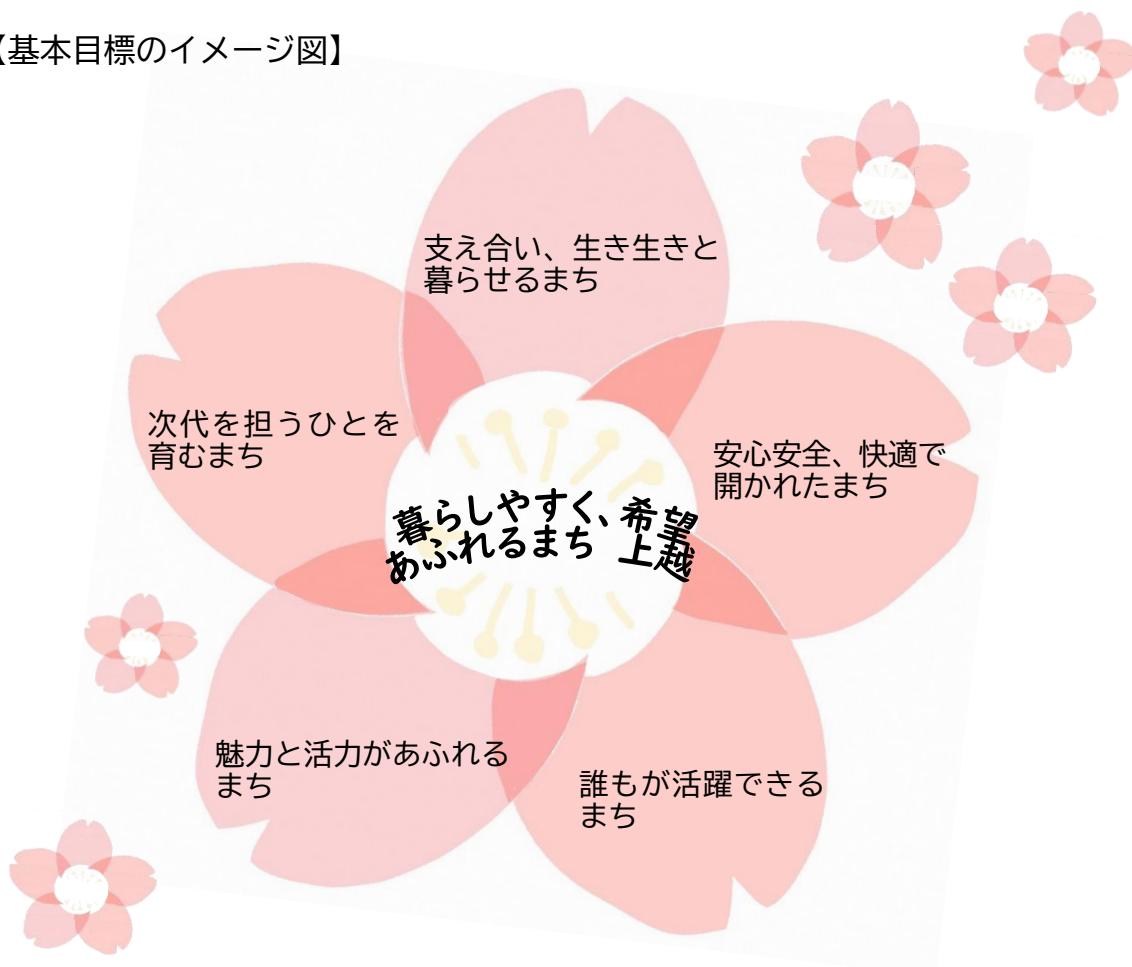 【基本目標のイメージ図】
支え合い、生き生きと
暮らせるまち
次代を担うひとを
育むまち
安心安全、快適で
開かれたまち
暮らしやすく、希望
あふれるまち 上越
魅力と活力があふれる
まち
誰もが活躍できる
まち